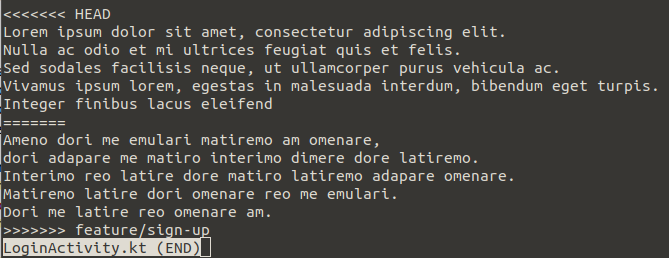 <<<<<<< HEAD
Lorem ipsum dolor sit amet, consectetur adipiscing elit.
Nulla ac odio et mi ultrices feugiat quis et felis.
Sed sodales facilisis neque, ut ullamcorper purus vehicula ac.
Vivamus ipsum lorem, egestas in malesuada interdum, bibendum eget turpis.
Integer finibus lacus eleifend
=======
Ameno dori me emulari matiremo am omenare,
dori adapare me matiro interimo dimere dore latiremo.
Interimo reo latire dore matiro latiremo adapare omenare.
Matiremo latire dori omenare reo me emulari.
Dori me latire reo omenare am.
>>>>>>> feature/sign-up
LoginActivity.kt (END)